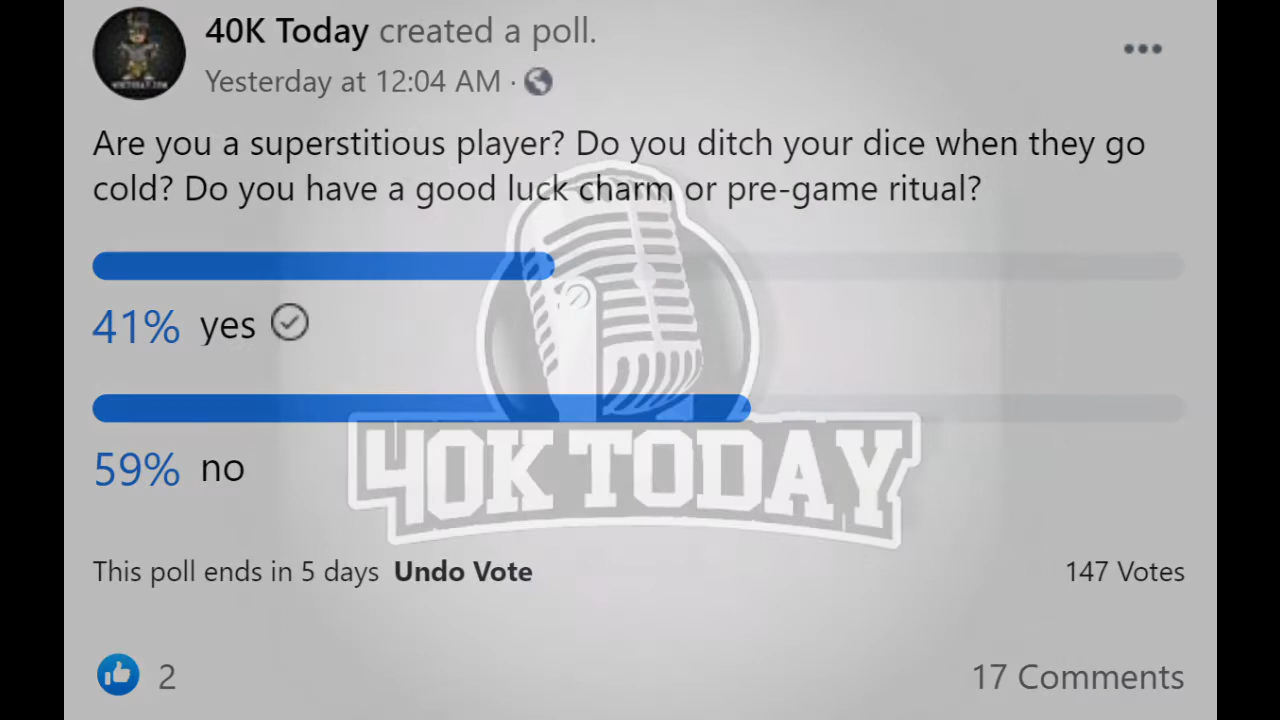 40K Today created a poll.
Yesterday at 12:04 AM ·
Are you a superstitious player? Do you ditch your dice when they go
cold? Do you have a good luck charm or pre-game ritual?
41% yes
59% no
40K TODAY
This poll ends in 5 days Undo Vote 147 Votes
2 17 Comments